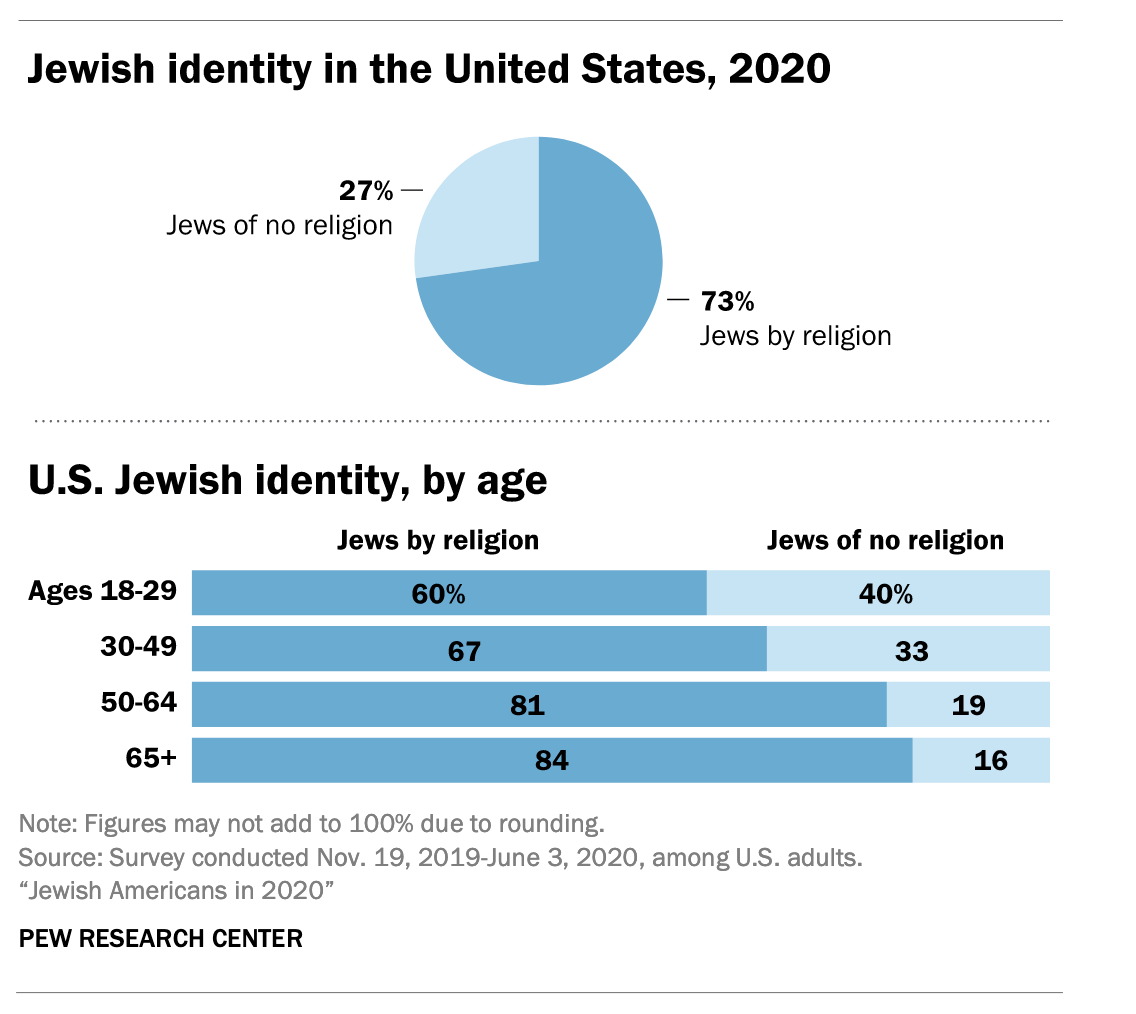 Jewish identity in the United States, 2020
27%
Jews of no religion
73%
Jews by religion
U.S. Jewish identity, by age
Jews by religion Jews of no religion
Ages 18-29 60% 40%
30-49 67 33
50-64 81 19
65+ 84 16
Note: Figures may not add to 100% due to rounding.
Source: Survey conducted Nov. 19, 2019-June 3, 2020, among U.S. adults.
“Jewish Americans in 2020”
PEW RESEARCH CENTER